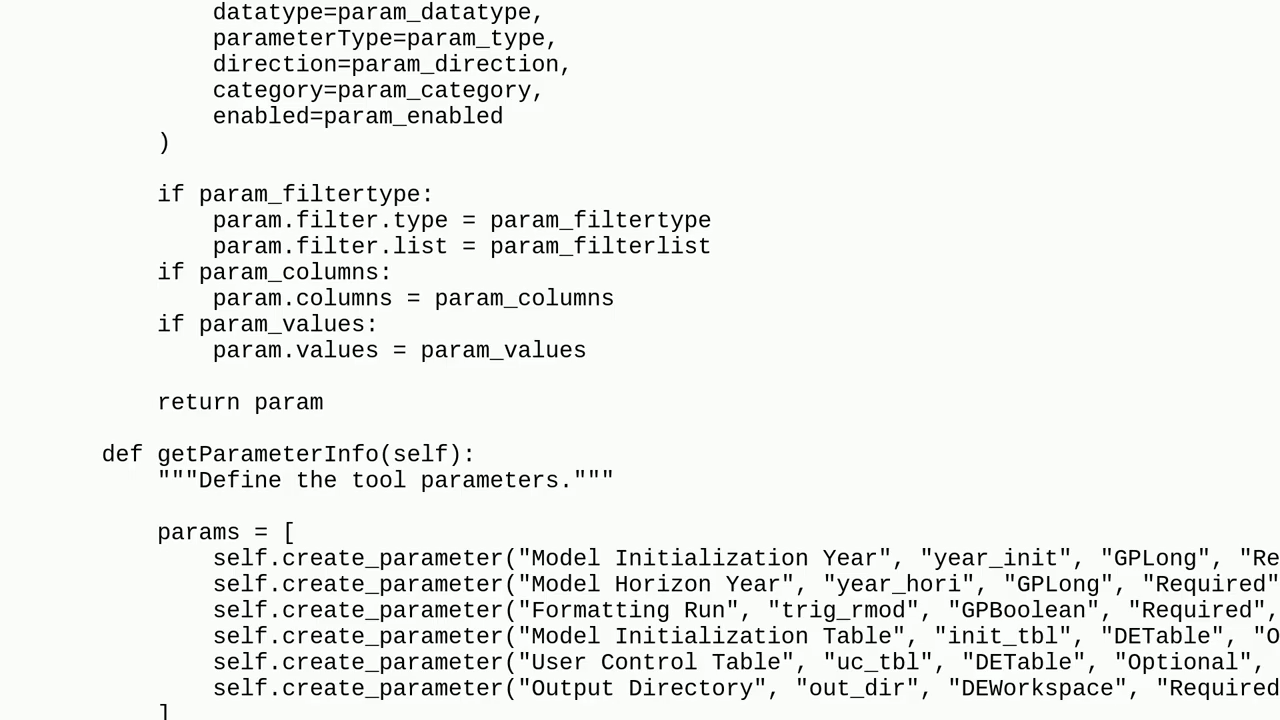 datatype=param_datatype,
parameterType=param_type,
direction=param_direction,
category=param_category,
enabled=param_enabled
)
if param_filtertype:
param.filter.type = param_filtertype
param.filter.list = param_filterlist
if param_columns:
param.columns = param_columns
if param_values:
param.values = param_values
return param
def getParameterInfo(self):
"""Define the tool parameters."""
params = [
self.create_parameter("Model Initialization Year", "year_init", "GPLong", "Re
self.create_parameter("Model Horizon Year", "year_hori", "GPLong", "Required"
self.create_parameter("Formatting Run", "trig_rmod", "GPBoolean", "Required",
self.create_parameter("Model Initialization Table", "init_tbl", "DETable", "O
self.create_parameter("User Control Table", "uc_tbl", "DETable", "Optional",
self.create_parameter("Output Directory", "out_dir", "DEWorkspace", "Required
]